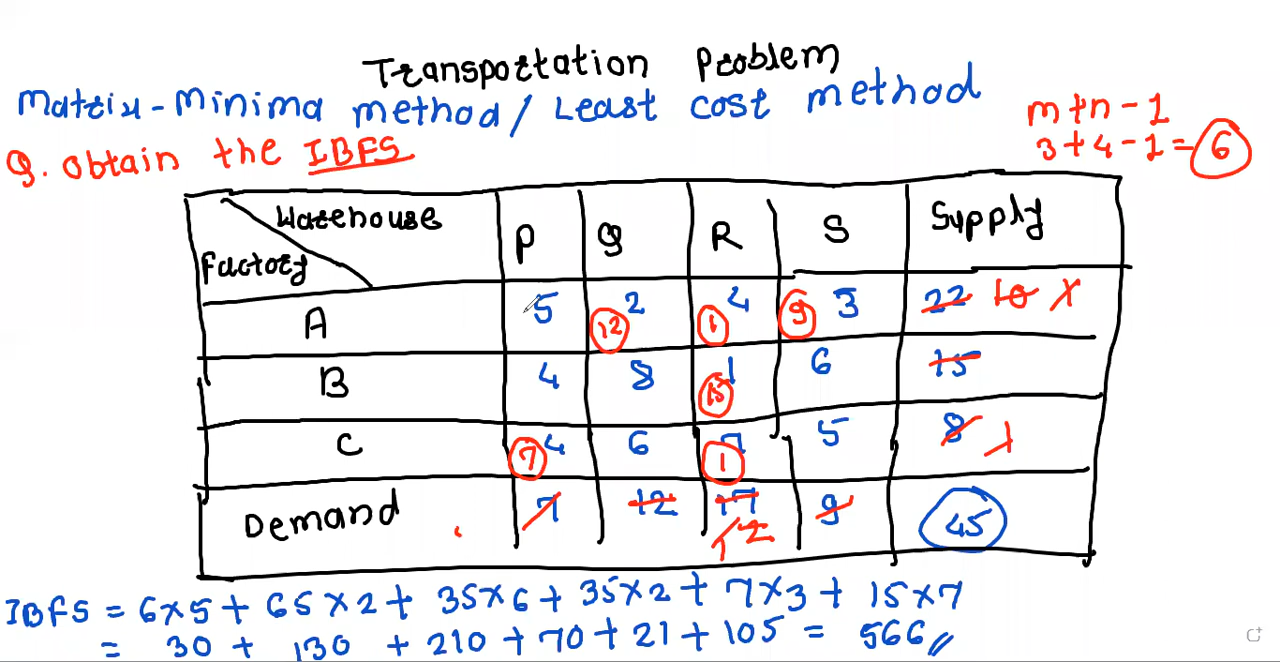 Transportation Problem
Matrix-Minima method / Least cost method
m+n-1
3+4-1=6
Q. obtain the IBFS
Warehouse
Factory
P Q R S Supply
A 5 12 2 1 4 9 3 22 10 1
B 4 8 15 1 6 15
C 7 4 6 1 7 5 8 1
Demand 7 12 17 9 45
1 2
IBFS = 6×5 + 65×2 + 35×6 + 35×2 + 7×3 + 15×7
= 30 + 130 + 210 + 70 + 21 + 105 = 566